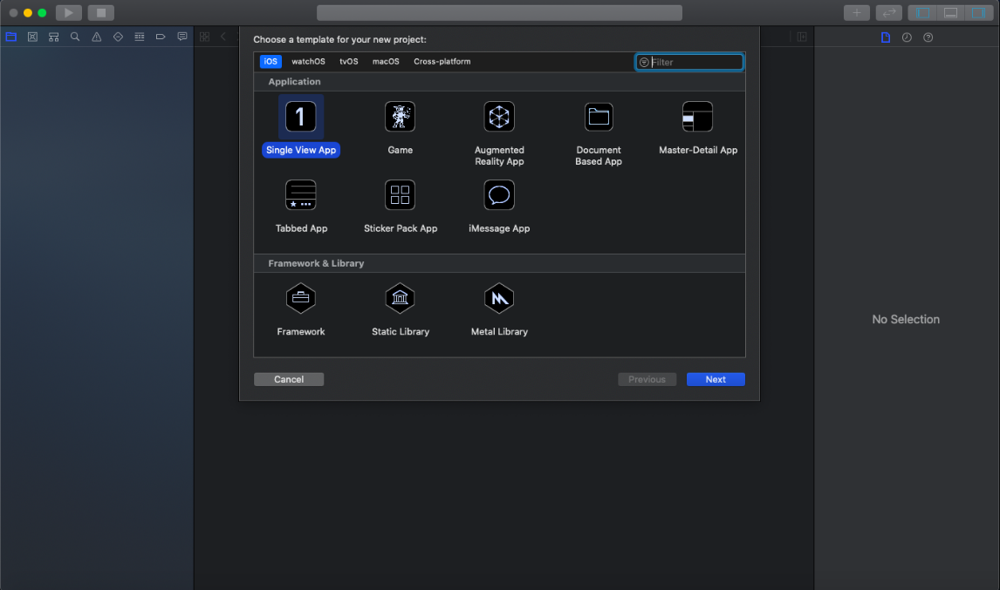 Choose a template for your new project:
iOS watchOS tvOS macOS Cross-platform Filter
Application
1
Single View App Game Augmented Reality App Document Based App Master-Detail App
Tabbed App Sticker Pack App iMessage App
Framework & Library
Framework Static Library Metal Library
No Selection
Cancel Previous Next